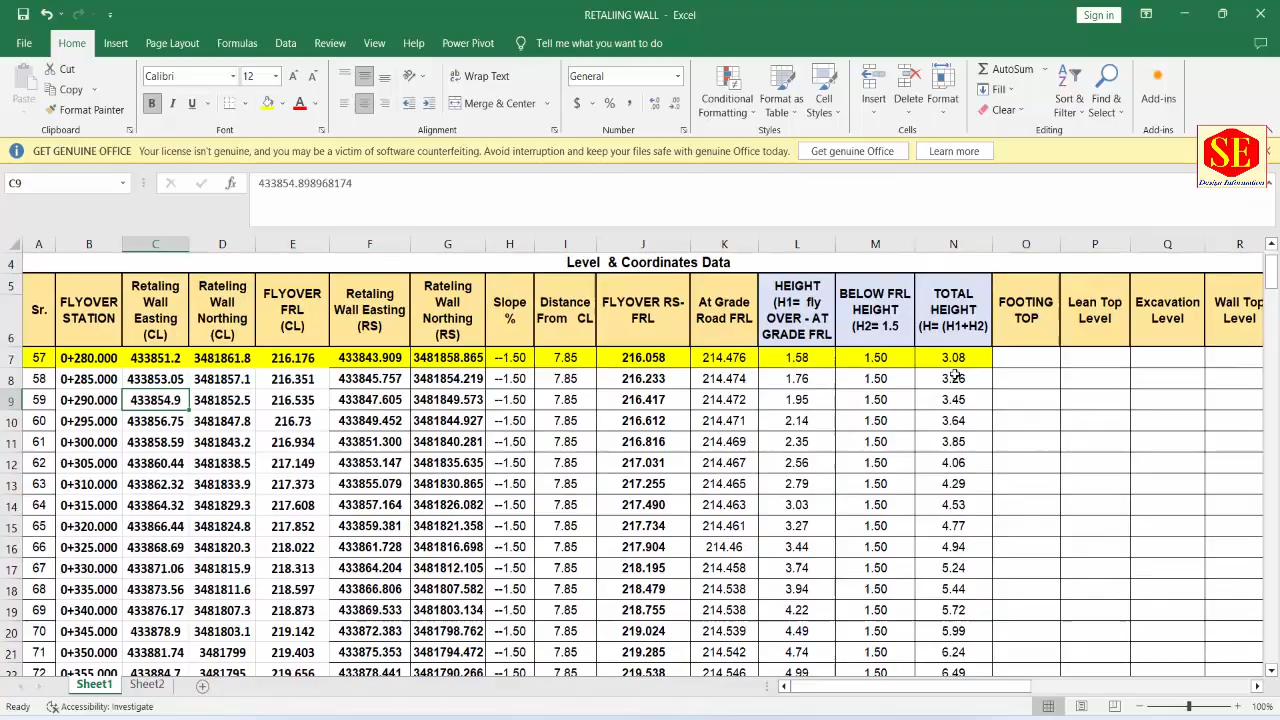 RETALIING WALL - Excel
Sign in
File Home Insert Page Layout Formulas Data Review View Help Power Pivot Tell me what you want to do
Paste
Cut
Copy
Format Painter
Clipboard
Calibri 12
B I U
Font
Wrap Text
Merge & Center
Alignment
General
$ % ,
Number
Conditional Formatting
Format as Table
Cell Styles
Styles
Insert Delete Format
Cells
AutoSum
Fill
Clear
Sort & Filter
Find & Select
Editing
Add-ins
Add-ins
GET GENUINE OFFICE Your license isn't genuine, and you may be a victim of software counterfeiting. Avoid interruption and keep your files safe with genuine Office today. Get genuine Office Learn more
SE
Design Information
C9 fx 433854.898968174
A B C D E F G H I J K L M N O P Q R
4 Level & Coordinates Data
5
6
Sr.
FLYOVER STATION
Retaling Wall Easting (CL)
Rateling Wall Northing (CL)
FLYOVER FRL (CL)
Retaling Wall Easting (RS)
Rateling Wall Northing (RS)
Slope %
Distance From CL
FLYOVER RS-FRL
At Grade Road FRL
HEIGHT (H1= fly OVER - AT GRADE FRL
BELOW FRL HEIGHT (H2= 1.5
TOTAL HEIGHT (H= (H1+H2)
FOOTING TOP
Lean Top Level
Excavation Level
Wall Top Level
7 57 0+280.000 433851.2 3481861.8 216.176 433843.909 3481858.865 --1.50 7.85 216.058 214.476 1.58 1.50 3.08
8 58 0+285.000 433853.05 3481857.1 216.351 433845.757 3481854.219 --1.50 7.85 216.233 214.474 1.76 1.50 3.26
9 59 0+290.000 433854.9 3481852.5 216.535 433847.605 3481849.573 --1.50 7.85 216.417 214.472 1.95 1.50 3.45
10 60 0+295.000 433856.75 3481847.8 216.73 433849.452 3481844.927 --1.50 7.85 216.612 214.471 2.14 1.50 3.64
11 61 0+300.000 433858.59 3481843.2 216.934 433851.300 3481840.281 --1.50 7.85 216.816 214.469 2.35 1.50 3.85
12 62 0+305.000 433860.44 3481838.5 217.149 433853.147 3481835.635 --1.50 7.85 217.031 214.467 2.56 1.50 4.06
13 63 0+310.000 433862.32 3481833.9 217.373 433855.079 3481830.865 --1.50 7.85 217.255 214.465 2.79 1.50 4.29
14 64 0+315.000 433864.32 3481829.3 217.608 433857.164 3481826.082 --1.50 7.85 217.490 214.463 3.03 1.50 4.53
15 65 0+320.000 433866.44 3481824.8 217.852 433859.381 3481821.358 --1.50 7.85 217.734 214.461 3.27 1.50 4.77
16 66 0+325.000 433868.69 3481820.3 218.022 433861.728 3481816.698 --1.50 7.85 217.904 214.46 3.44 1.50 4.94
17 67 0+330.000 433871.06 3481815.9 218.313 433864.204 3481812.105 --1.50 7.85 218.195 214.458 3.74 1.50 5.24
18 68 0+335.000 433873.56 3481811.5 218.597 433866.806 3481807.582 --1.50 7.85 218.479 214.538 3.94 1.50 5.44
19 69 0+340.000 433876.17 3481807.3 218.873 433869.533 3481803.134 --1.50 7.85 218.755 214.538 4.22 1.50 5.72
20 70 0+345.000 433878.9 3481803.1 219.142 433872.383 3481798.762 --1.50 7.85 219.024 214.539 4.49 1.50 5.99
21 71 0+350.000 433881.74 3481799 219.403 433875.353 3481794.472 --1.50 7.85 219.285 214.542 4.74 1.50 6.24
22 72 0+355.000 433884.7 3481795 219.656 433878.441 3481790.266 --1.50 7.85 219.538 214.545 4.99 1.50 6.49
Sheet1 Sheet2
Ready Accessibility: Investigate 100%